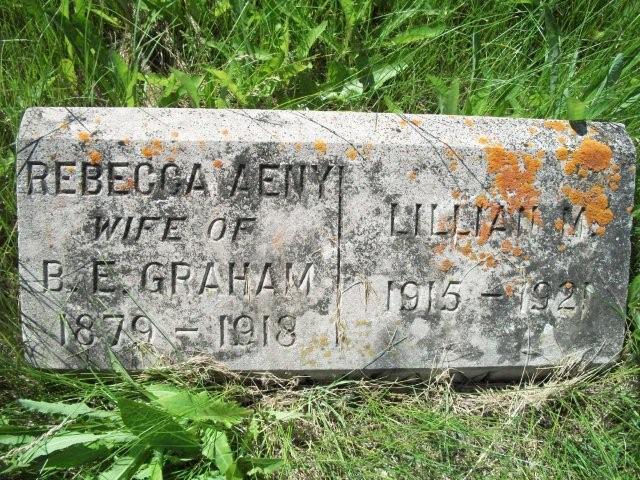 REBECCA AENY
WIFE OF
B. E. GRAHAM
1879 - 1918
LILLIAN M.
1915 - 1921